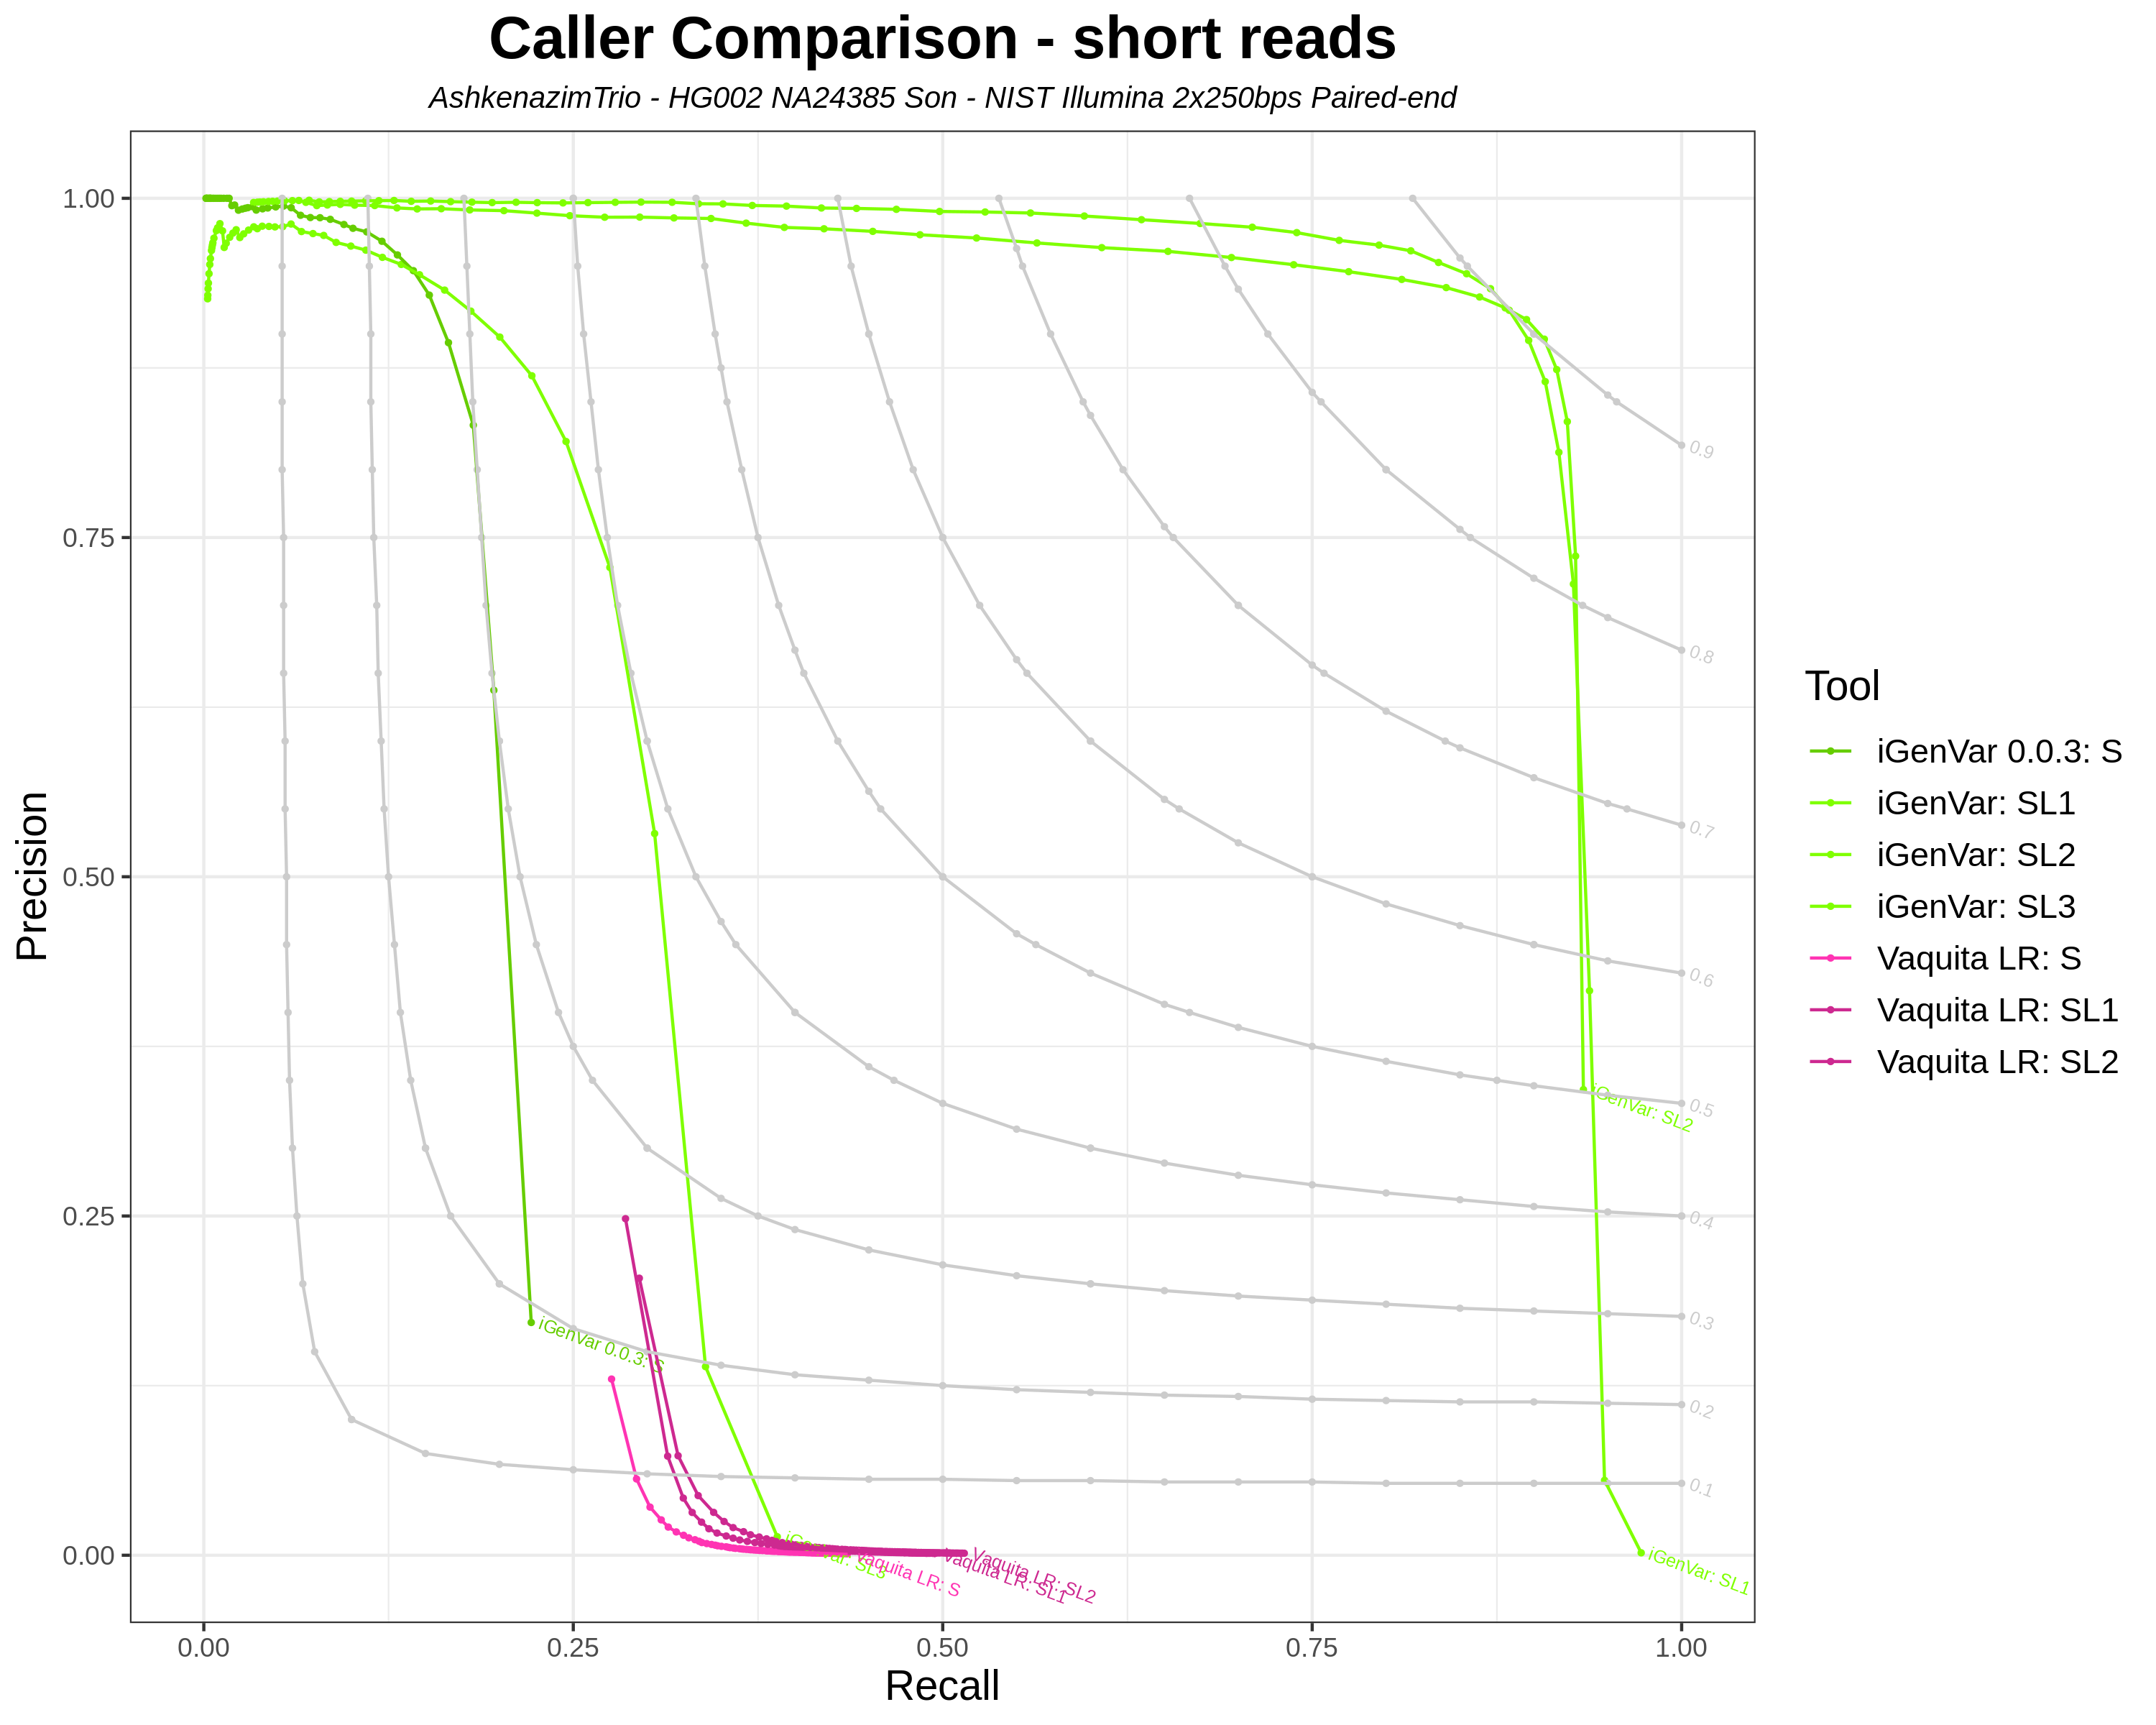 Caller Comparison - short reads
AshkenazimTrio - HG002 NA24385 Son - NIST Illumina 2x250bps Paired-end
Precision
1.00
0.75
0.50
0.25
0.00
0.9
0.8
0.7
0.6
0.5
iGenVar: SL2
0.4
0.3
iGenVar 0.0.3: S
0.2
0.1
iGenVar: SL3
Vaquita LR: S
Vaquita LR: SL1
Vaquita LR: SL2
iGenVar: SL1
0.00
0.25
0.50
0.75
1.00
Recall
Tool
iGenVar 0.0.3: S
iGenVar: SL1
iGenVar: SL2
iGenVar: SL3
Vaquita LR: S
Vaquita LR: SL1
Vaquita LR: SL2